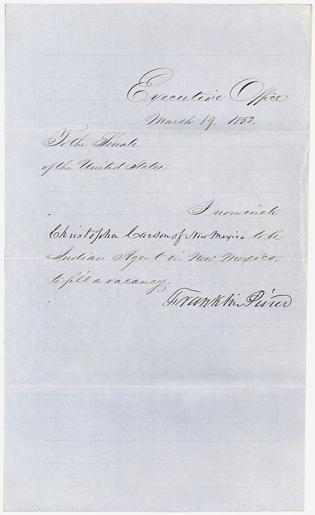 Executive Office
March 19. 1853.
To the Senate
of the United States.
I nominate
Christopher Carson of New Mexico to be
Indian Agent in New Mexico,
to fill a vacancy.
Franklin Pierce